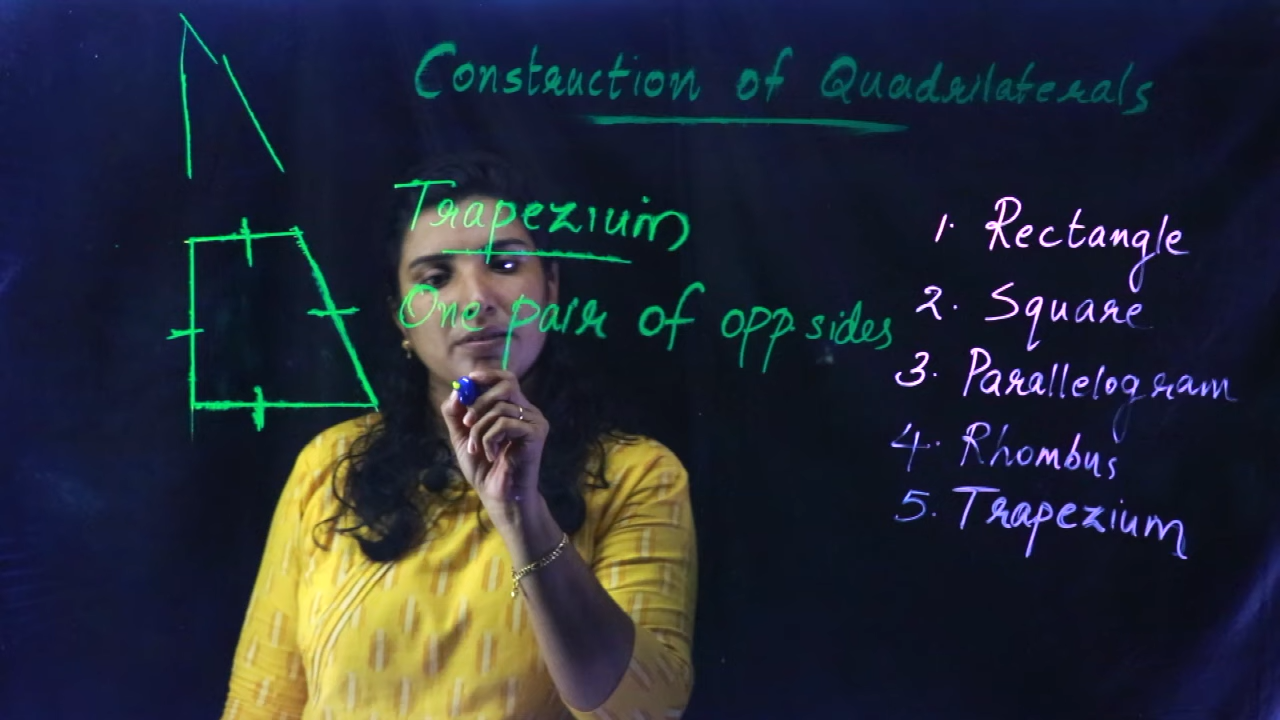 Construction of Quadrilaterals
Trapezium
One pair of opp sides
1. Rectangle
2. Square
3. Parallelogram
4. Rhombus
5. Trapezium